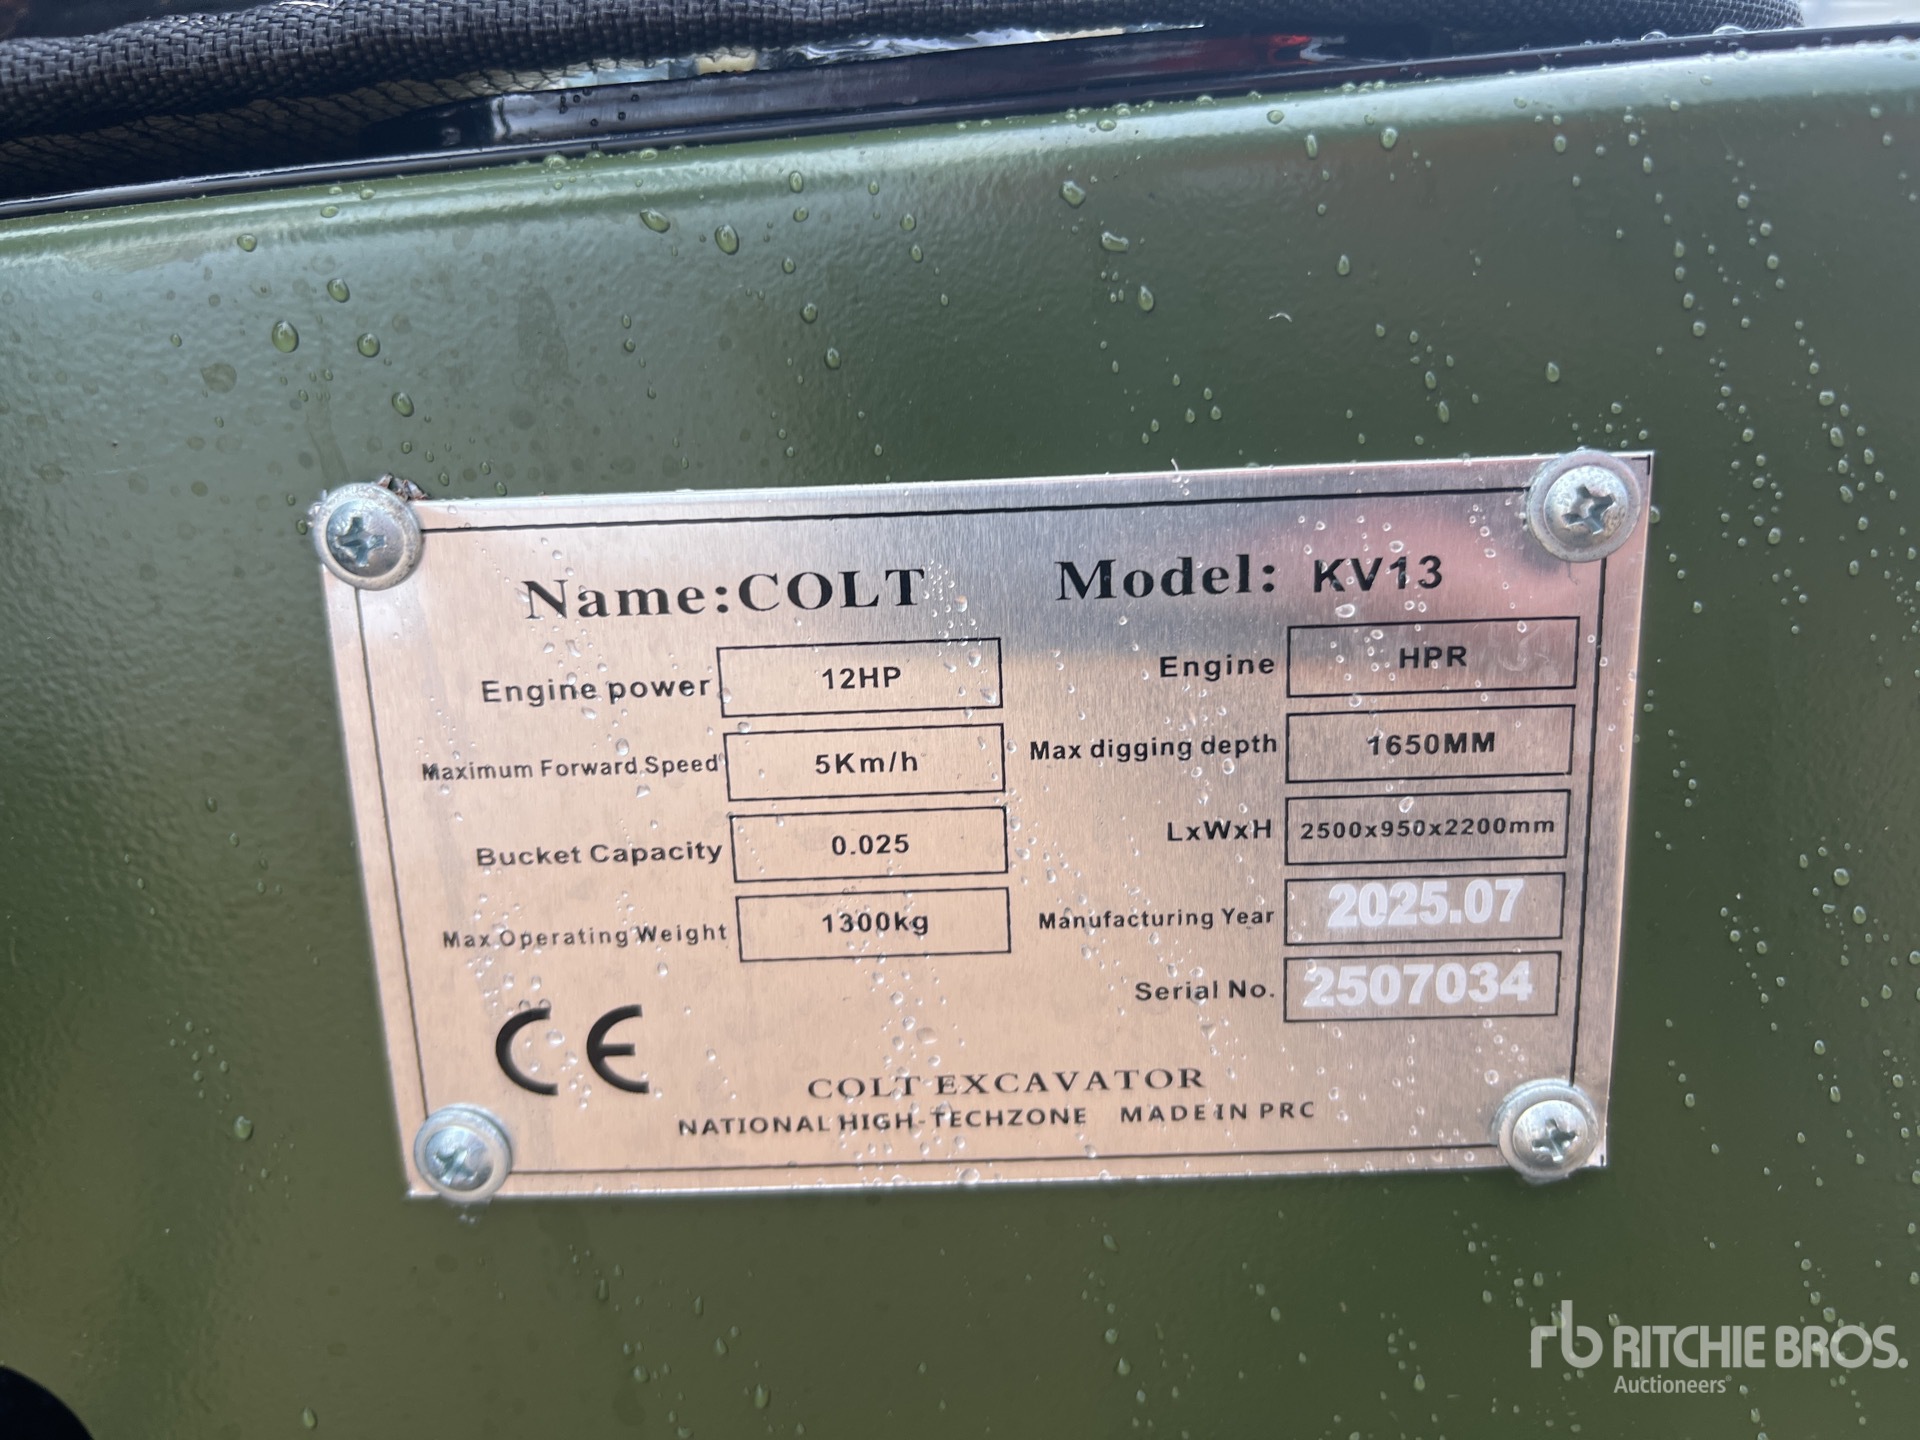 Name:COLT Model: KV13
Engine power 12HP Engine HPR
Maximum Forward Speed 5Km/h Max digging depth 1650MM
Bucket Capacity 0.025 LxWxH 2500x950x2200mm
Max Operating Weight 1300kg Manufacturing Year 2025.07
Serial No. 2507034
CE
COLT EXCAVATOR
NATIONAL HIGH-TECHZONE MADE IN PRC
rb RITCHIE BROS.
Auctioneers